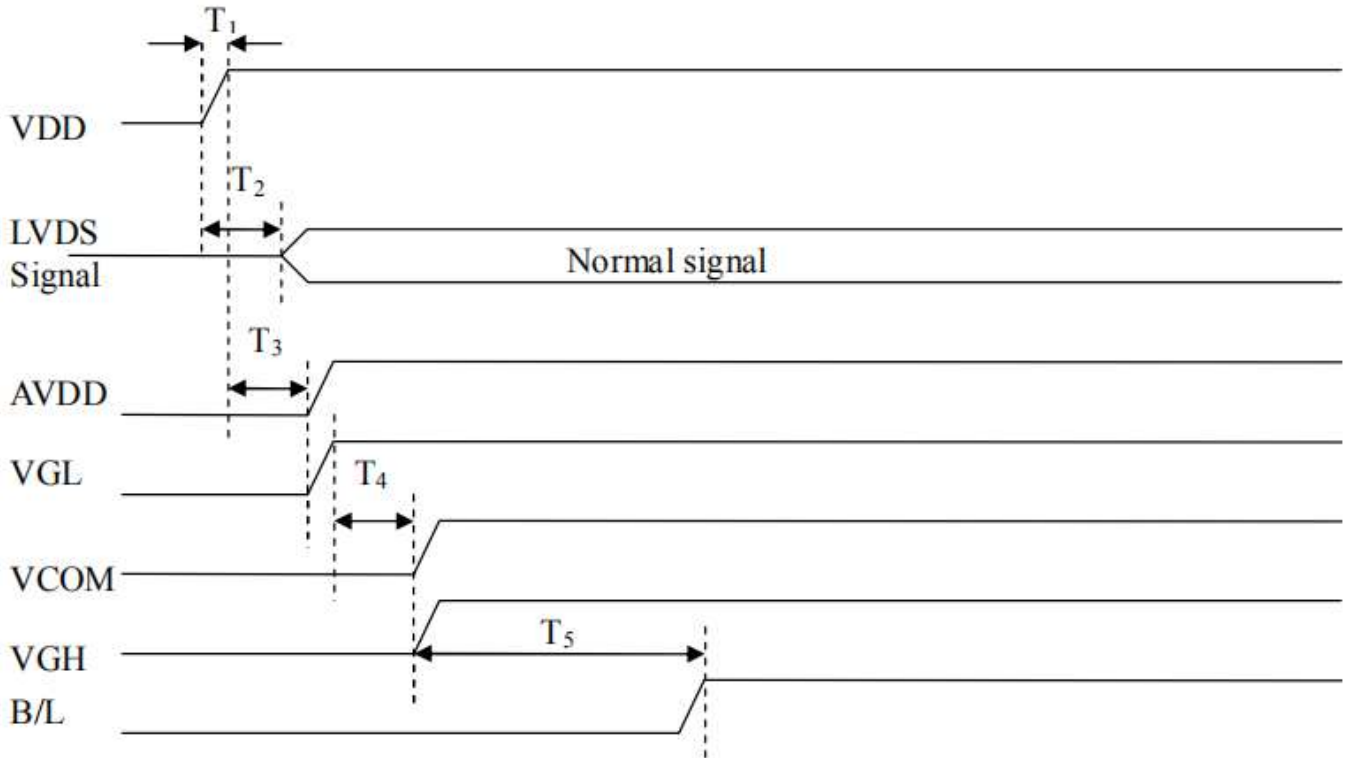 T₁
VDD
T₂
LVDS
Signal
Normal signal
T₃
AVDD
VGL
T₄
VCOM
VGH
T₅
B/L